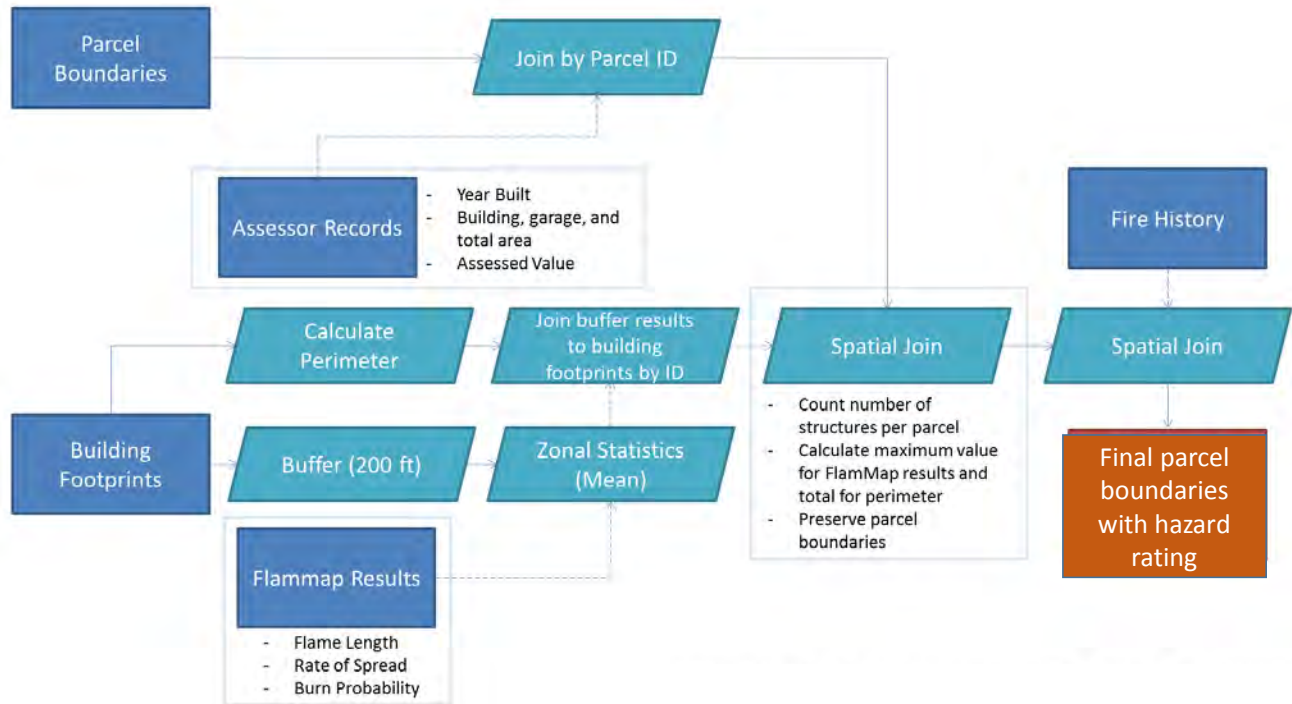 Parcel
Boundaries
Join by Parcel ID
Assessor Records
- Year Built
- Building, garage, and
total area
- Assessed Value
Fire History
Calculate
Perimeter
Join buffer results
to building
footprints by ID
Spatial Join
Spatial Join
- Count number of
structures per parcel
- Calculate maximum value
for FlamMap results and
total for perimeter
- Preserve parcel
boundaries
Building
Footprints
Buffer (200 ft)
Zonal Statistics
(Mean)
Final parcel
boundaries
with hazard
rating
Flammap Results
- Flame Length
- Rate of Spread
- Burn Probability